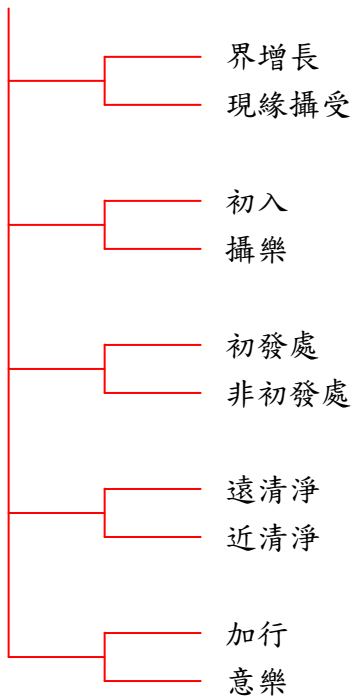 界增長
現緣攝受
初入
攝樂
初發處
非初發處
遠清淨
近清淨
加行
意樂